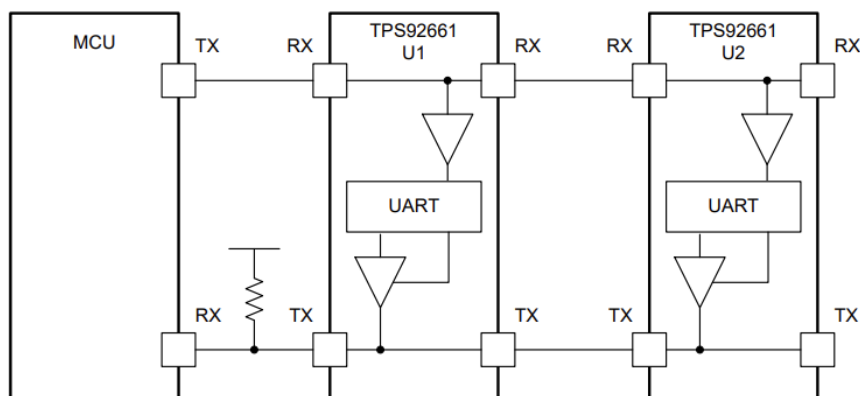 MCU
TX
RX
TPS92661
U1
RX
RX
TPS92661
U2
RX
UART
UART
RX
TX
TX
TX
TX